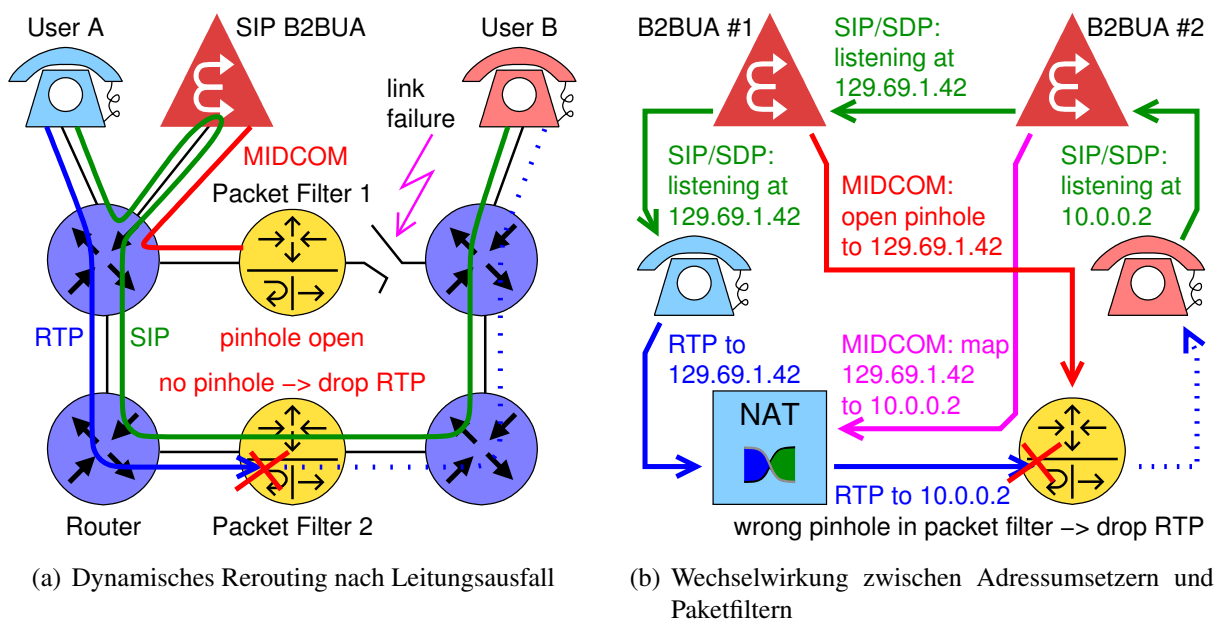 User A
SIP B2BUA
User B
link
failure
MIDCOM
Packet Filter 1
RTP
SIP
pinhole open
no pinhole −> drop RTP
Router
Packet Filter 2
(a) Dynamisches Rerouting nach Leitungsausfall
B2BUA #1
SIP/SDP:
listening at
129.69.1.42
B2BUA #2
SIP/SDP:
listening at
129.69.1.42
MIDCOM:
open pinhole
to 129.69.1.42
SIP/SDP:
listening at
10.0.0.2
RTP to
129.69.1.42
MIDCOM: map
129.69.1.42
to 10.0.0.2
NAT
RTP to 10.0.0.2
wrong pinhole in packet filter −> drop RTP
(b) Wechselwirkung zwischen Adressumsetzern und
Paketfiltern